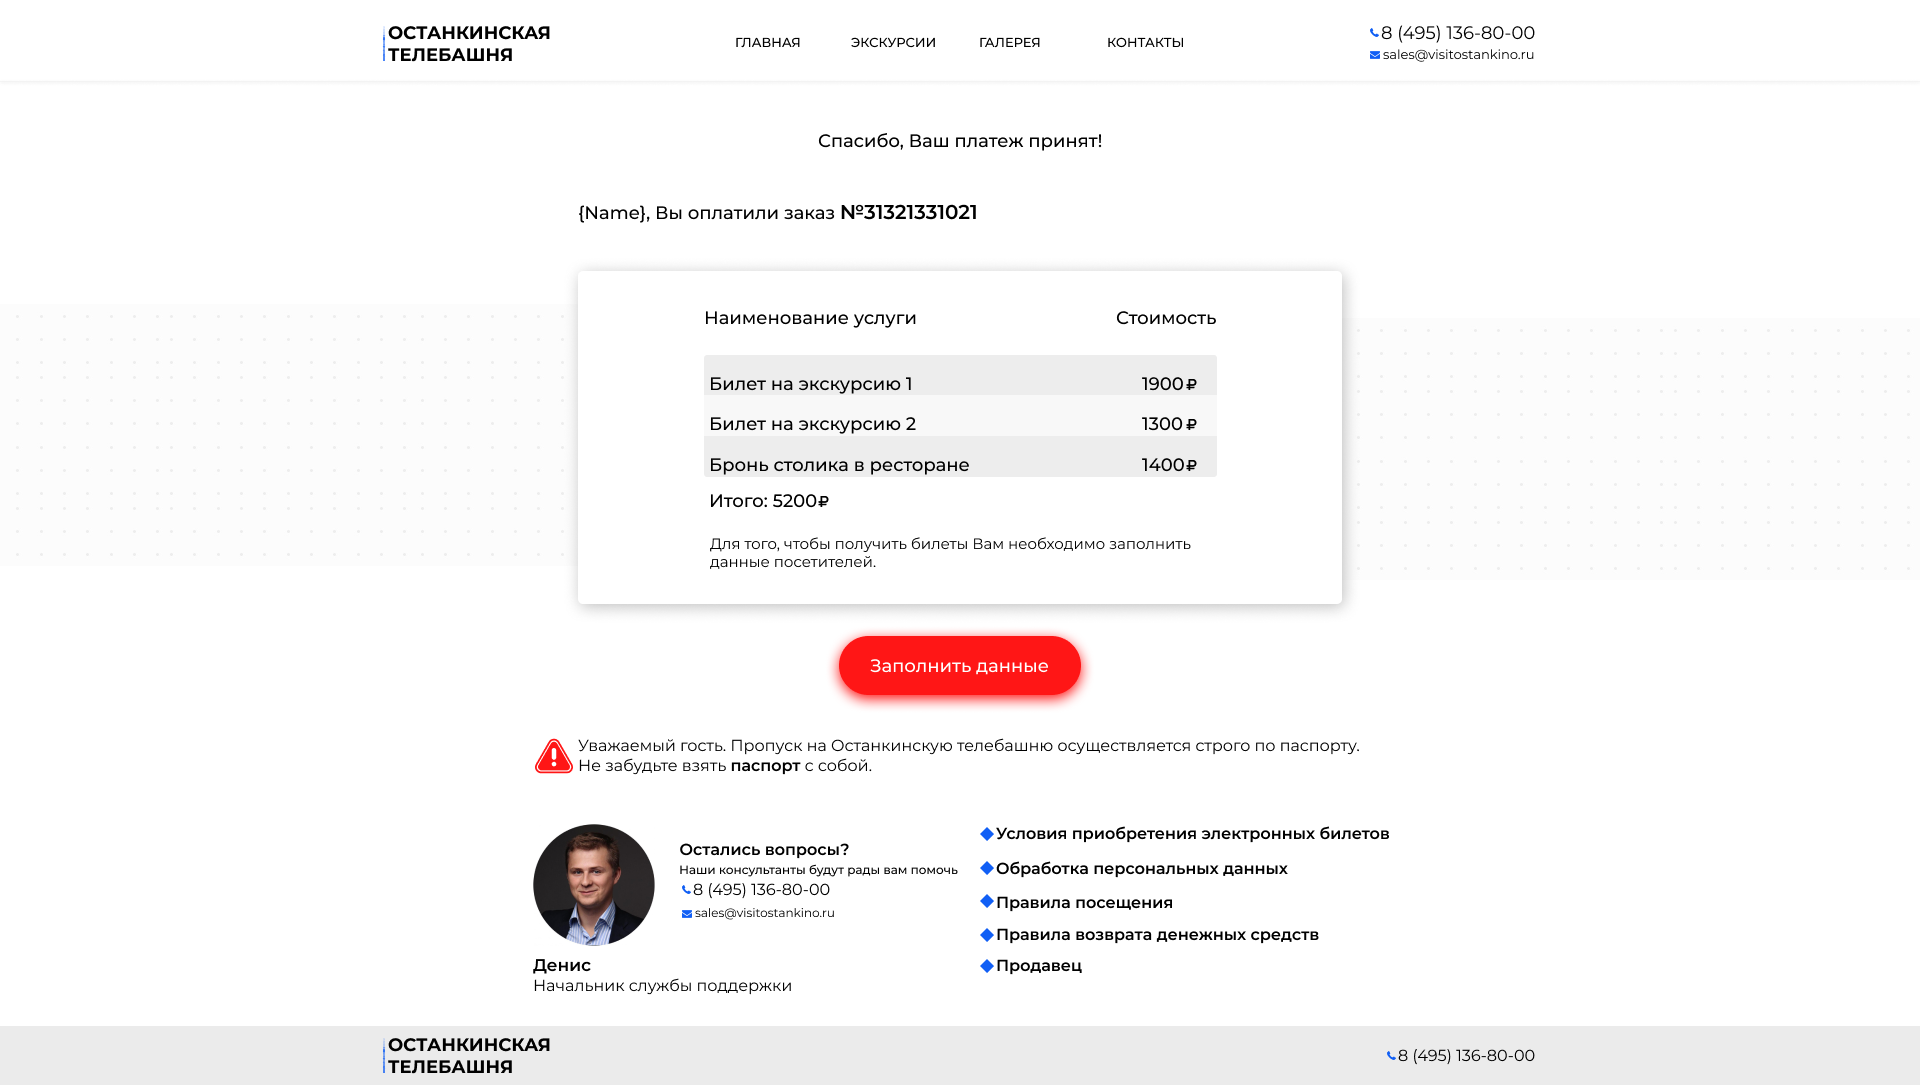 ОСТАНКИНСКАЯ
ТЕЛЕБАШНЯ
ГЛАВНАЯ ЭКСКУРСИИ ГАЛЕРЕЯ КОНТАКТЫ
8 (495) 136-80-00
sales@visitostankino.ru
Спасибо, Ваш платеж принят!
{Name}, Вы оплатили заказ №31321331021
Наименование услуги Стоимость
Билет на экскурсию 1 1900₽
Билет на экскурсию 2 1300₽
Бронь столика в ресторане 1400₽
Итого: 5200₽
Для того, чтобы получить билеты Вам необходимо заполнить
данные посетителей.
Заполнить данные
Уважаемый гость. Пропуск на Останкинскую телебашню осуществляется строго по паспорту.
Не забудьте взять паспорт с собой.
Остались вопросы?
Наши консультанты будут рады вам помочь
8 (495) 136-80-00
sales@visitostankino.ru
Денис
Начальник службы поддержки
Условия приобретения электронных билетов
Обработка персональных данных
Правила посещения
Правила возврата денежных средств
Продавец
ОСТАНКИНСКАЯ
ТЕЛЕБАШНЯ
8 (495) 136-80-00